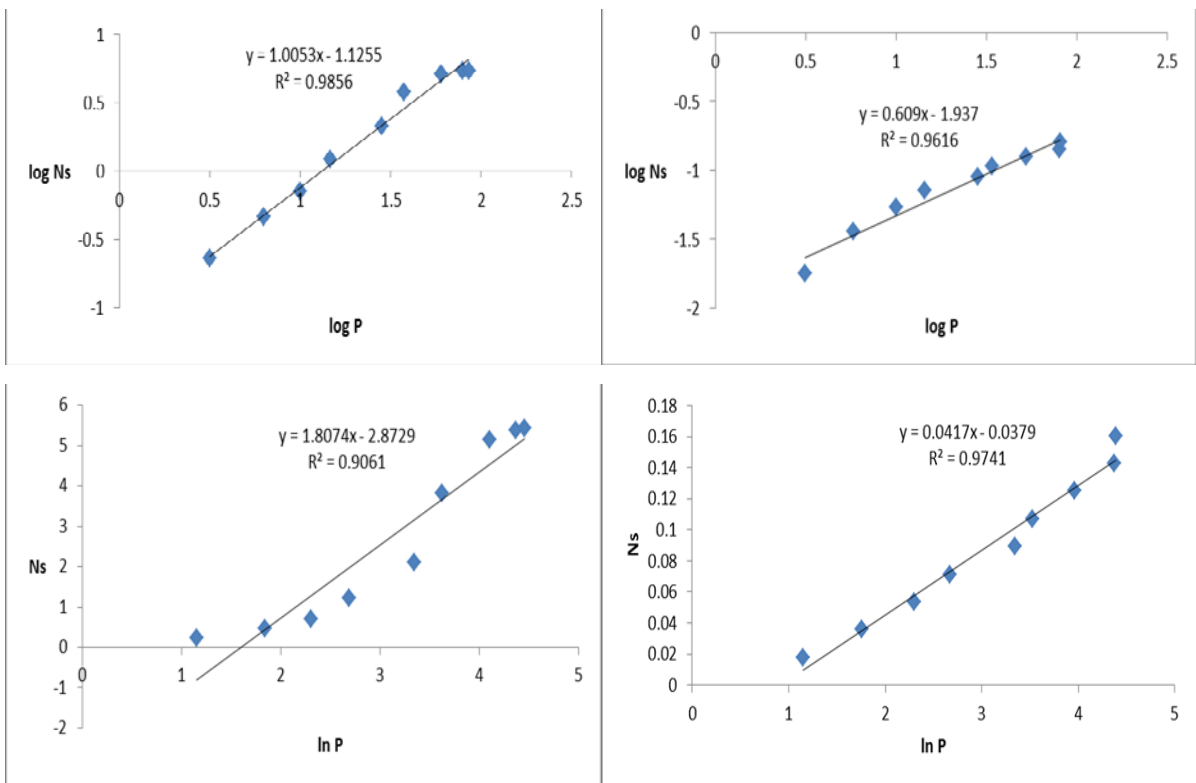 1
y = 1.0053x - 1.1255
R² = 0.9856
0.5
log Ns
0
0 0.5 1 1.5 2 2.5
-0.5
-1
log P
0
0 0.5 1 1.5 2 2.5
-0.5
y = 0.609x - 1.937
R² = 0.9616
log Ns
-1
-1.5
-2
log P
6
y = 1.8074x - 2.8729
R² = 0.9061
5
4
3
Ns
2
1
0
0 1 2 3 4 5
-1
-2
ln P
0.18
0.16
y = 0.0417x - 0.0379
R² = 0.9741
0.14
0.12
0.1
Ns
0.08
0.06
0.04
0.02
0
0 1 2 3 4 5
ln P